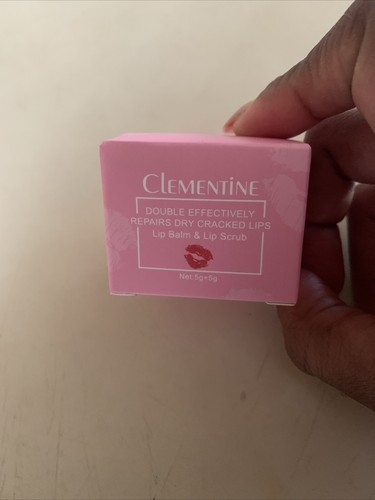 CLEMENTINE
DOUBLE EFFECTIVELY
REPAIRS DRY CRACKED LIPS
Lip Balm & Lip Scrub
Net.5g+5g